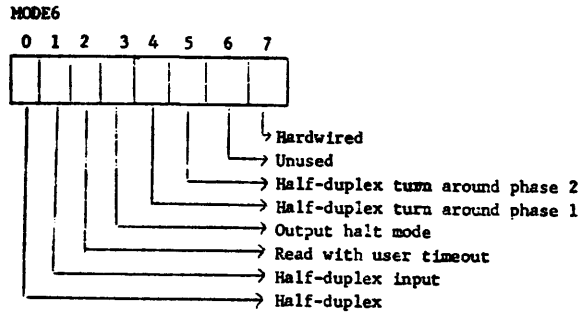 MODE6
0 1 2 3 4 5 6 7
Hardwired
Unused
Half-duplex turn around phase 2
Half-duplex turn around phase 1
Output halt mode
Read with user timeout
Half-duplex input
Half-duplex